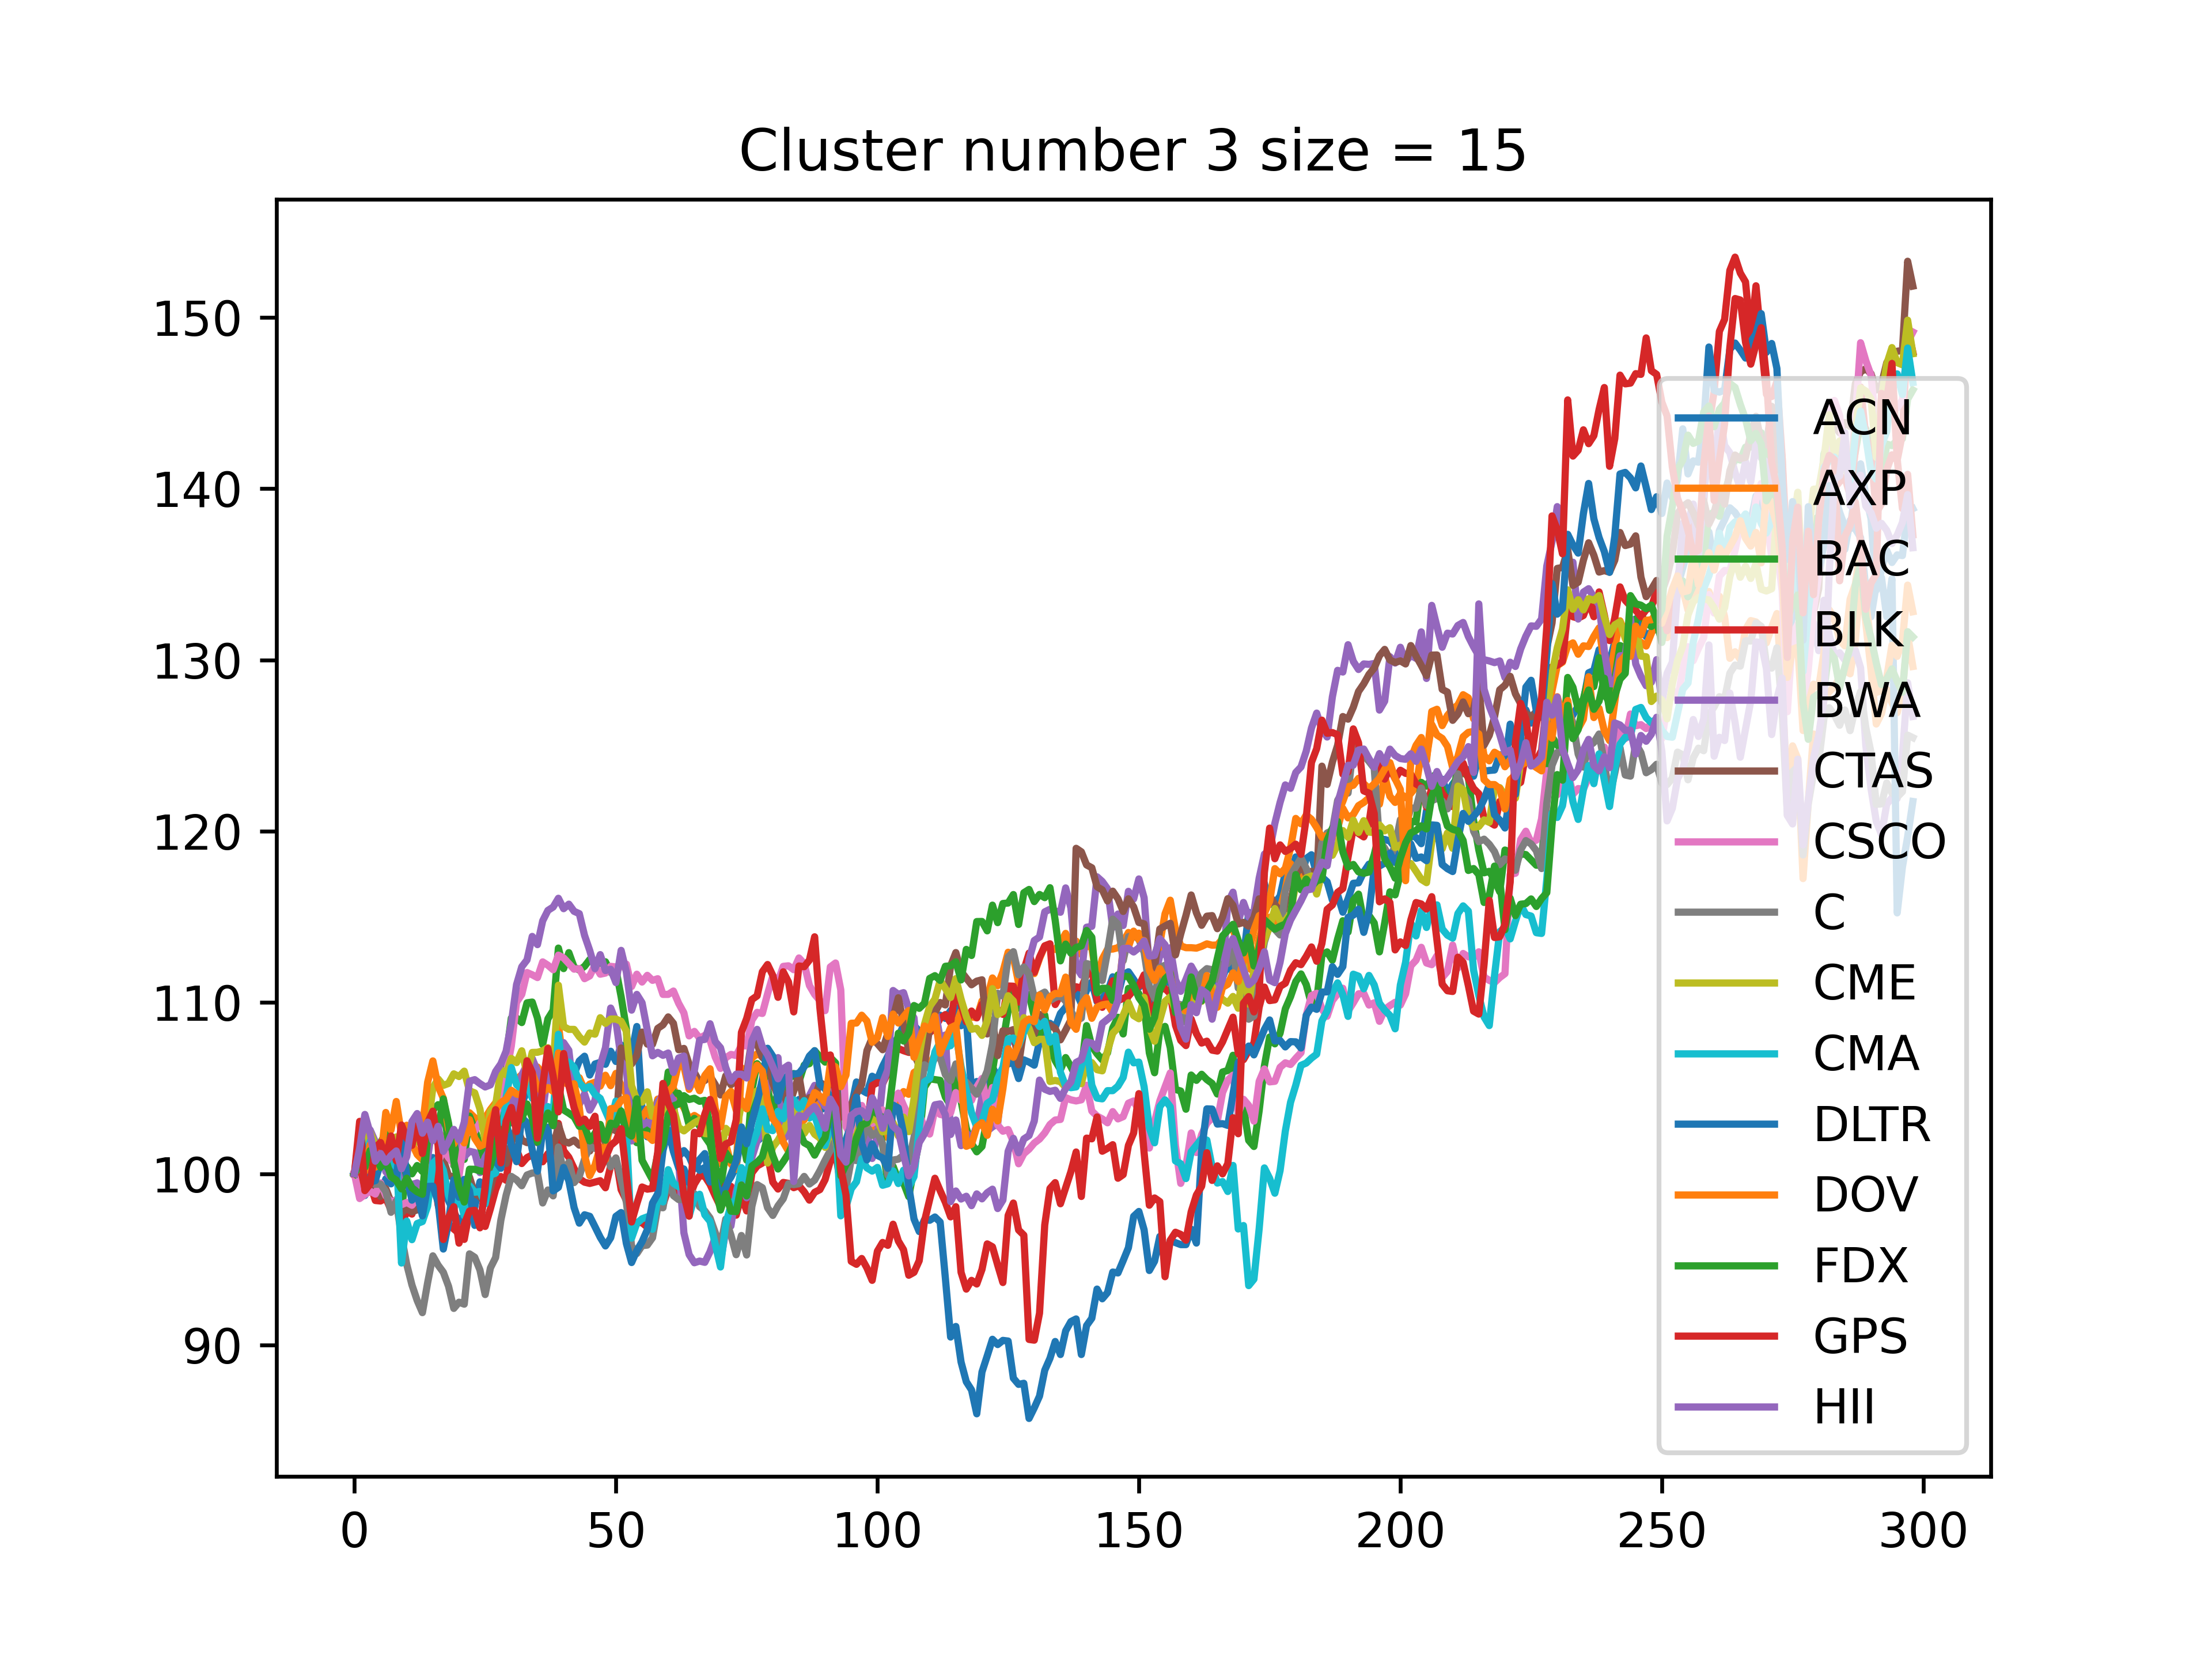 Cluster number 3 size = 15
150
140
130
120
110
100
90
0 50 100 150 200 250 300
ACN
AXP
BAC
BLK
BWA
CTAS
CSCO
C
CME
CMA
DLTR
DOV
FDX
GPS
HII